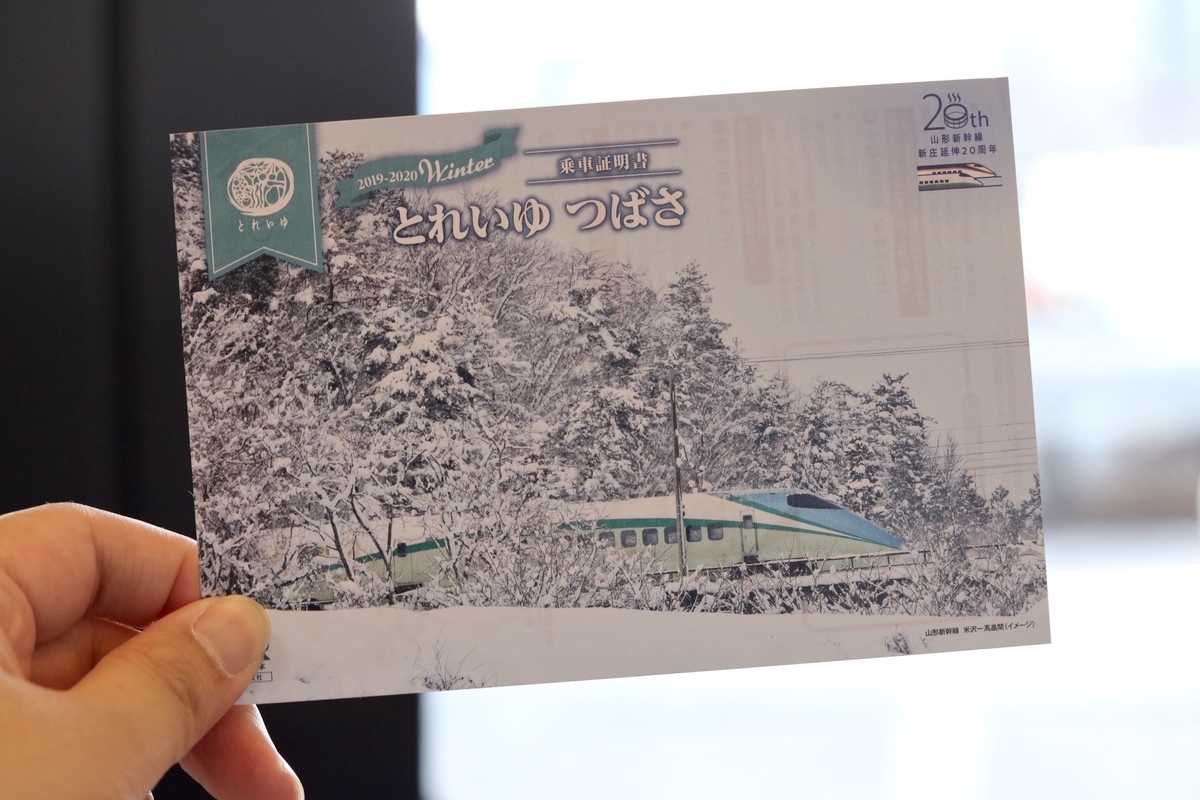 とれいゆ
2019-2020 Winter
乗車証明書
とれいゆ つばさ
20th
山形新幹線
新庄延伸20周年
山形新幹線 米沢ー高畠間(イメージ)